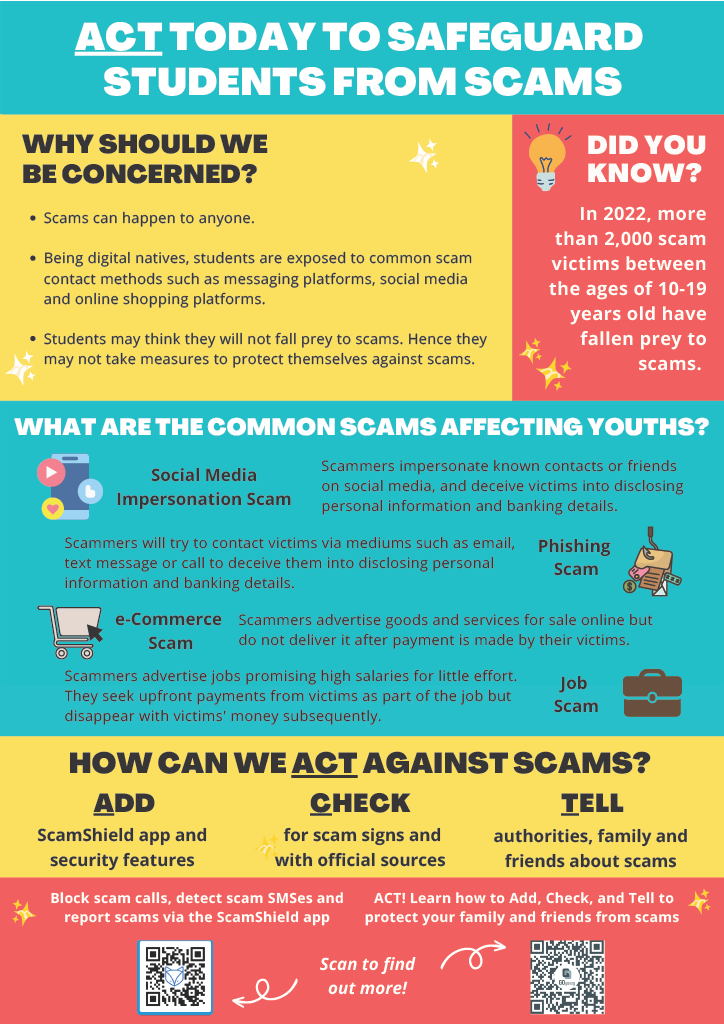 ACT TODAY TO SAFEGUARD
STUDENTS FROM SCAMS
WHY SHOULD WE
BE CONCERNED?
• Scams can happen to anyone.
• Being digital natives, students are exposed to common scam
contact methods such as messaging platforms, social media
and online shopping platforms.
• Students may think they will not fall prey to scams. Hence they
may not take measures to protect themselves against scams.
DID YOU
KNOW?
In 2022, more
than 2,000 scam
victims between
the ages of 10-19
years old have
fallen prey to
scams.
WHAT ARE THE COMMON SCAMS AFFECTING YOUTHS?
Social Media
Impersonation Scam
Scammers impersonate known contacts or friends
on social media, and deceive victims into disclosing
personal information and banking details.
Scammers will try to contact victims via mediums such as email,
text message or call to deceive them into disclosing personal
information and banking details.
Phishing
Scam
e-Commerce
Scam
Scammers advertise goods and services for sale online but
do not deliver it after payment is made by their victims.
Scammers advertise jobs promising high salaries for little effort.
They seek upfront payments from victims as part of the job but
disappear with victims' money subsequently.
Job
Scam
HOW CAN WE ACT AGAINST SCAMS?
ADD
ScamShield app and
security features
CHECK
for scam signs and
with official sources
TELL
authorities, family and
friends about scams
Block scam calls, detect scam SMSes and
report scams via the ScamShield app
ACT! Learn how to Add, Check, and Tell to
protect your family and friends from scams
Scan to find
out more!